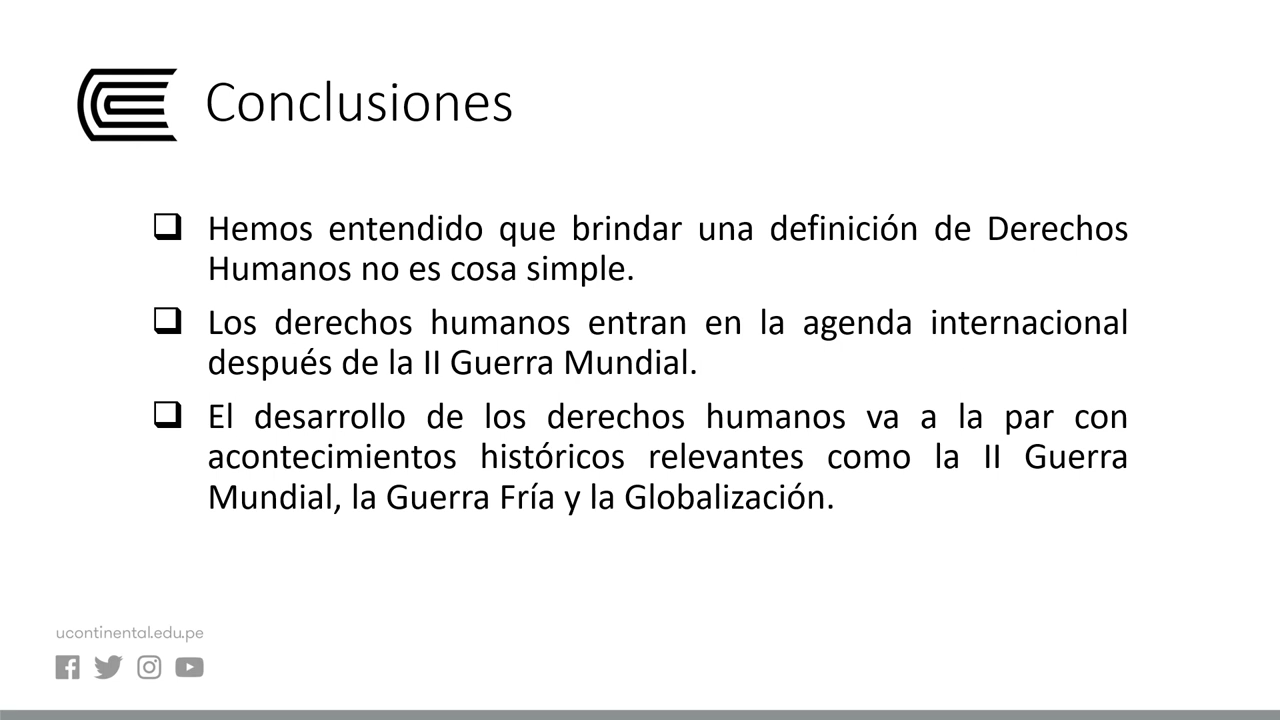 Conclusiones
Hemos entendido que brindar una definición de Derechos
Humanos no es cosa simple.
Los derechos humanos entran en la agenda internacional
después de la II Guerra Mundial.
El desarrollo de los derechos humanos va a la par con
acontecimientos históricos relevantes como la II Guerra
Mundial, la Guerra Fría y la Globalización.
ucontinental.edu.pe